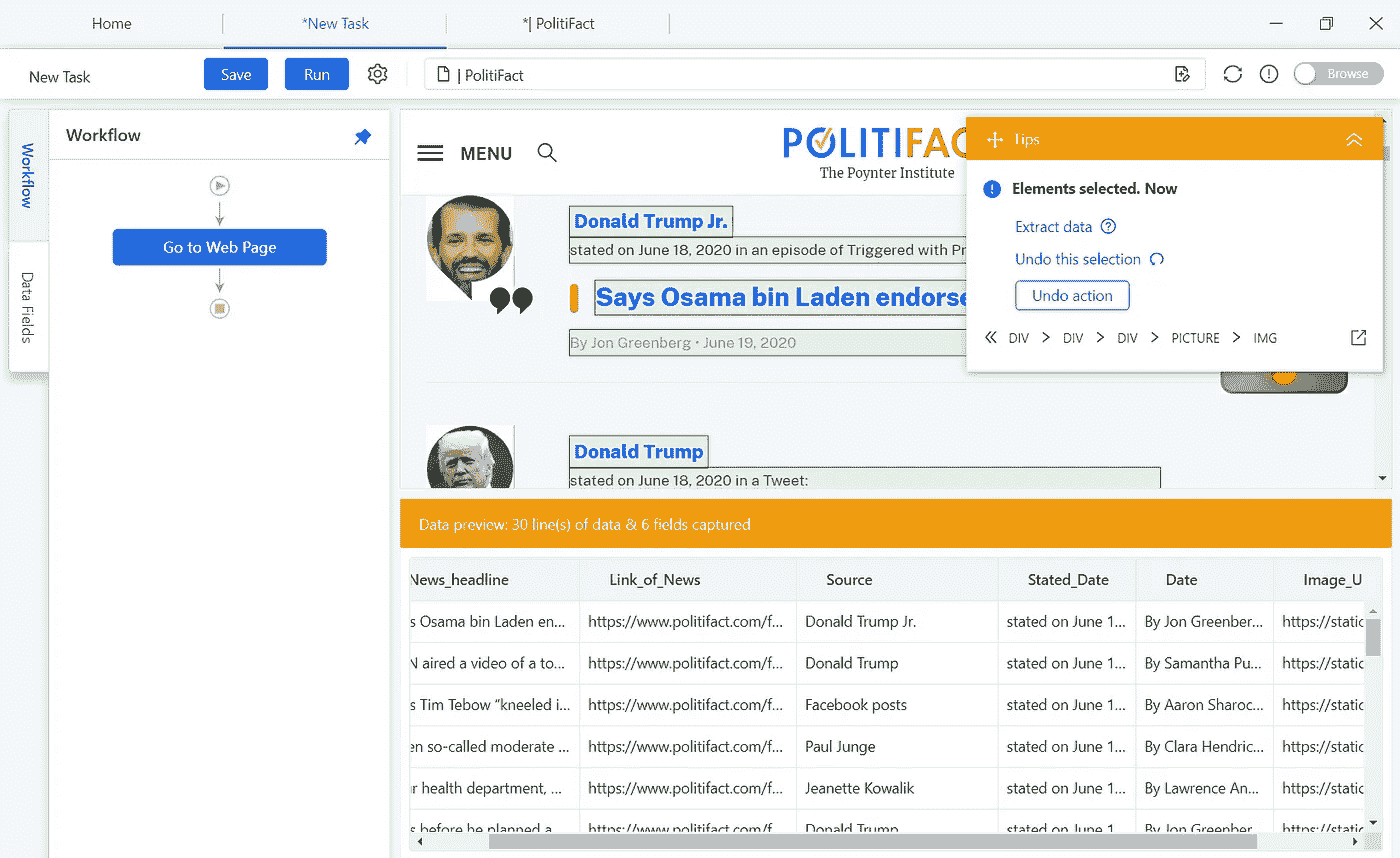 Home
*New Task
*| PolitiFact
New Task
Save
Run
| PolitiFact
Browse
Workflow
Data Fields
Workflow
Go to Web Page
MENU
POLITIFAC
The Poynter Institute
Donald Trump Jr.
stated on June 18, 2020 in an episode of Triggered with Pr
Says Osama bin Laden endorse
By Jon Greenberg • June 19, 2020
Donald Trump
stated on June 18, 2020 in a Tweet:
Tips
Elements selected. Now
Extract data
Undo this selection
Undo action
DIV > DIV > DIV > PICTURE > IMG
Data preview: 30 line(s) of data & 6 fields captured
News_headline Link_of_News Source Stated_Date Date Image_U
s Osama bin Laden en... https://www.politifact.com/f... Donald Trump Jr. stated on June 1... By Jon Greenber... https://static
N aired a video of a to... https://www.politifact.com/f... Donald Trump stated on June 1... By Samantha Pu... https://static
s Tim Tebow “kneeled i... https://www.politifact.com/f... Facebook posts stated on June 1... By Aaron Sharoc... https://static
en so-called moderate ... https://www.politifact.com/f... Paul Junge stated on June 1... By Clara Hendric... https://static
r health department, ... https://www.politifact.com/f... Jeanette Kowalik stated on June 1... By Lawrence An... https://static
s before he planned a https://www.politifact.com/f... Donald Trump stated on June 1... By Jon Greenber... https://static